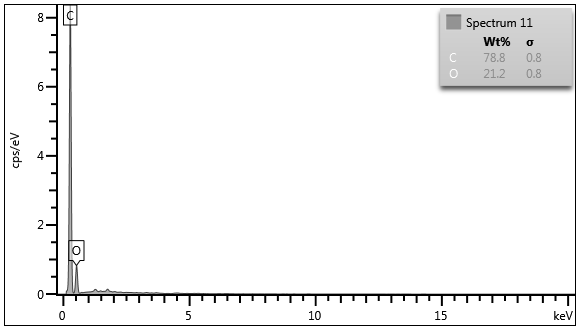 8
6
4
2
0
cps/eV
C
O
Spectrum 11
Wt% σ
C 78.8 0.8
O 21.2 0.8
0 5 10 15 keV